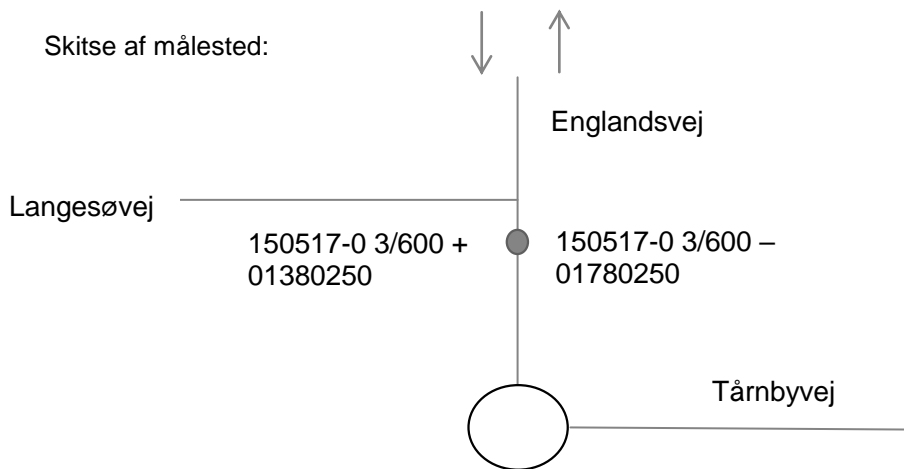 Skitse af målested:
Englandsvej
Langesøvej
150517-0 3/600 +
01380250
150517-0 3/600 –
01780250
Tårnbyvej